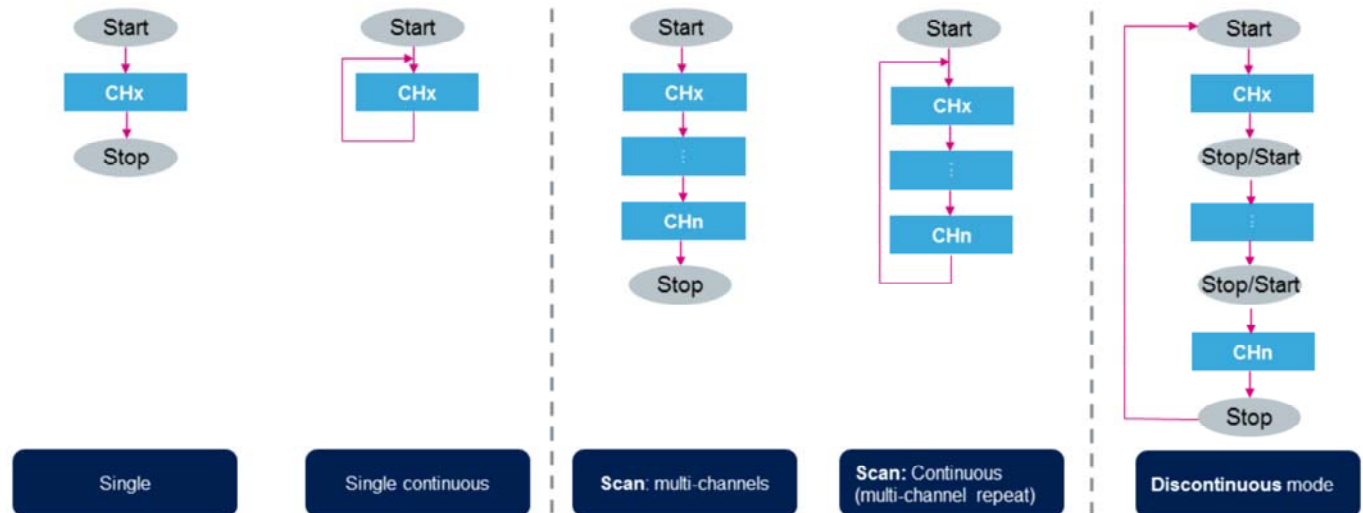 Start
CHx
Stop
Single
Start
CHx
Single continuous
Start
CHx
⋮
CHn
Stop
Scan: multi-channels
Start
CHx
⋮
CHn
Scan: Continuous
(multi-channel repeat)
Start
CHx
Stop/Start
⋮
Stop/Start
CHn
Stop
Discontinuous mode